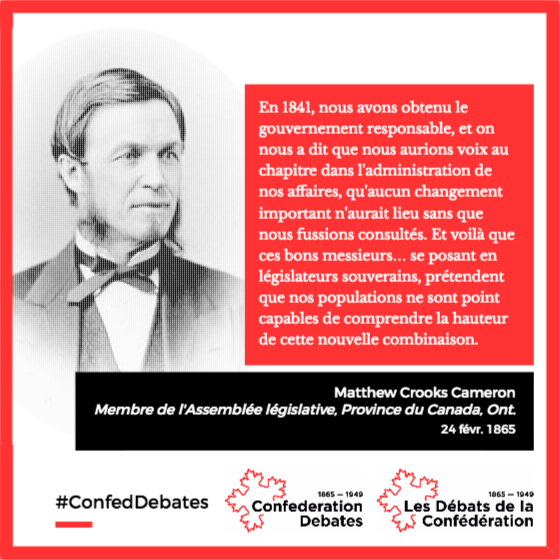 En 1841, nous avons obtenu le
gouvernement responsable, et on
nous a dit que nous aurions voix au
chapitre dans l'administration de
nos affaires, qu'aucun changement
important n'aurait lieu sans que
nous fussions consultés. Et voilà que
ces bons messieurs... se posant en
législateurs souverains, prétendent
que nos populations ne sont point
capables de comprendre la hauteur
de cette nouvelle combinaison.
Matthew Crooks Cameron
Membre de l'Assemblée législative, Province du Canada, Ont.
24 févr. 1865
#ConfedDebates
1865 — 1949
Confederation
Debates
1865 — 1949
Les Débats de la
Confédération